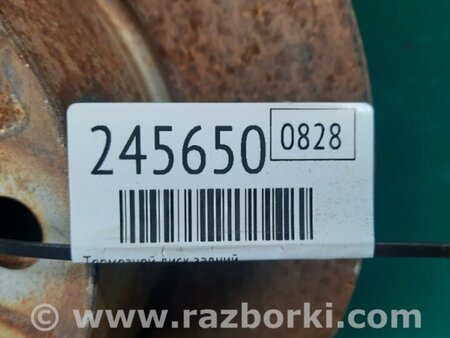 245650 0828
Тормозной диск задний
www.razborki.com